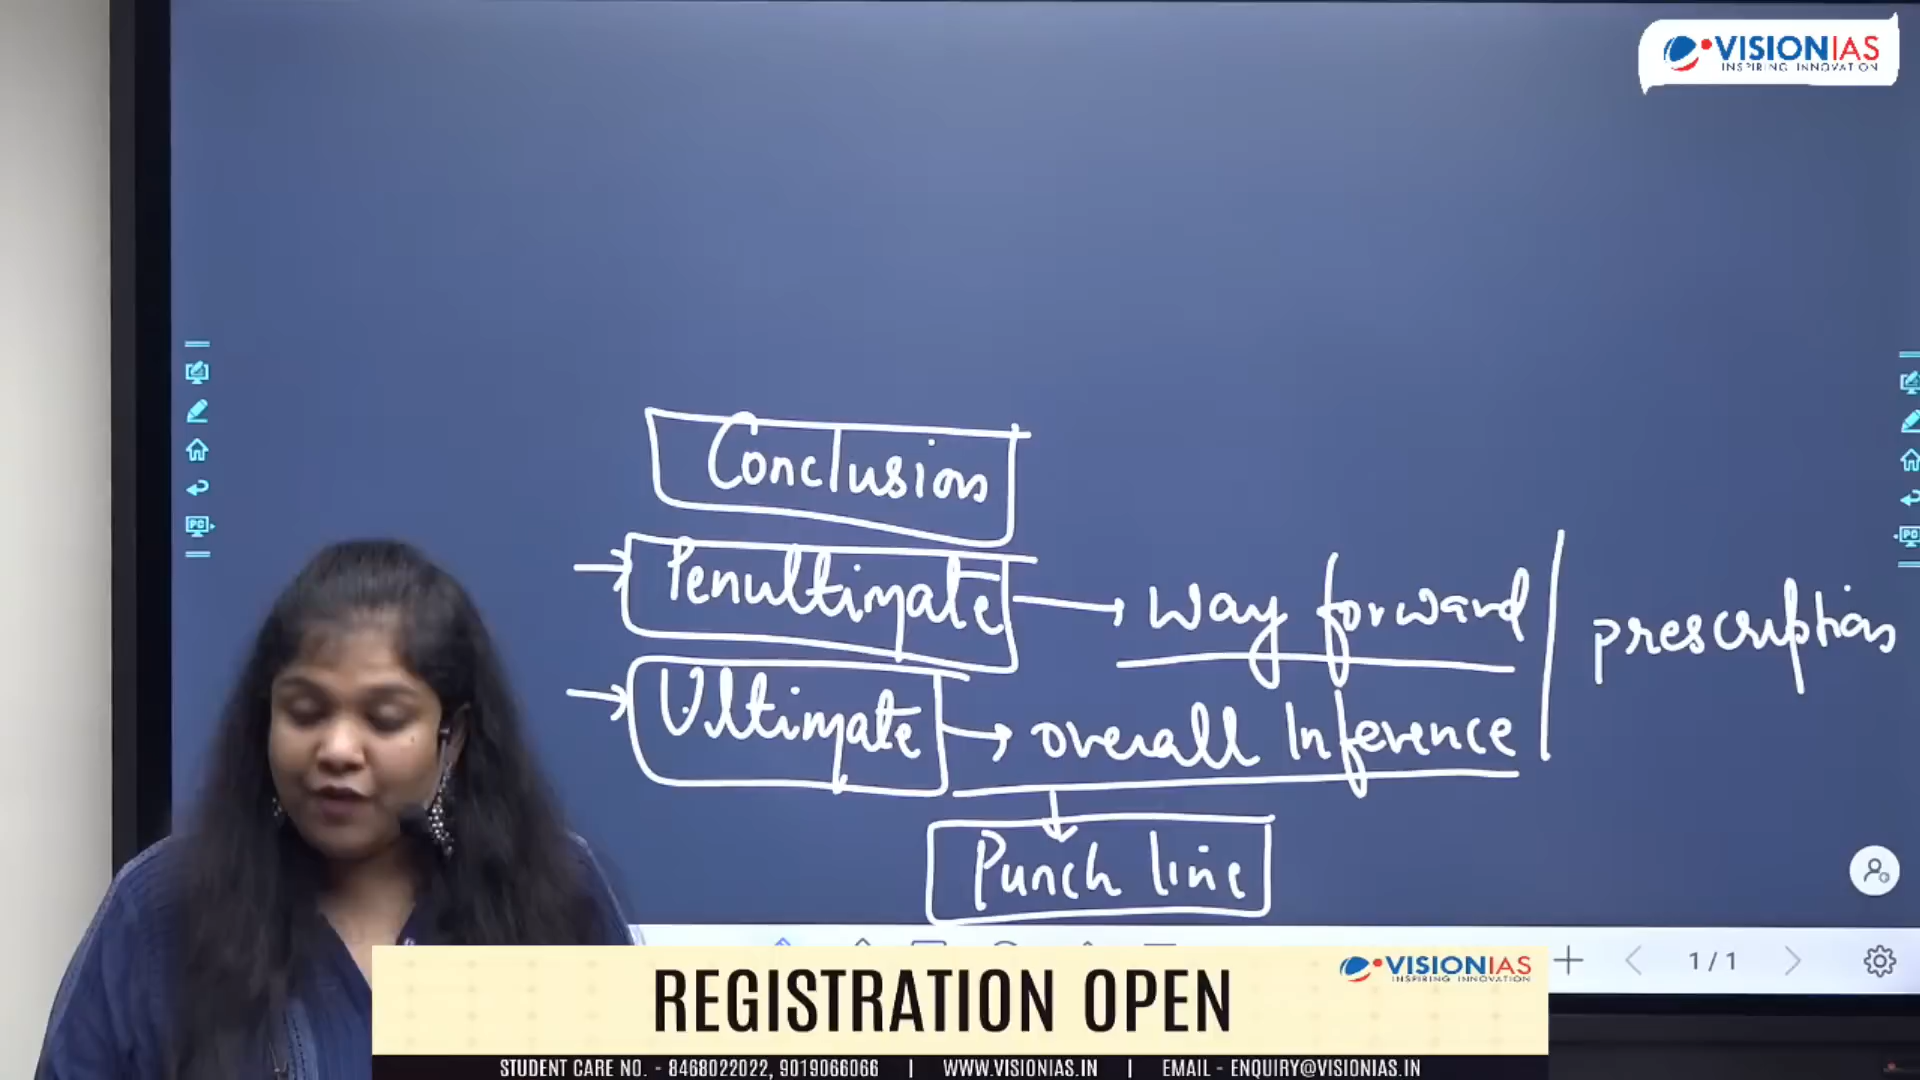 VISIONIAS
INSPIRING INNOVATION
Conclusion
Penultimate → Way forward | prescription
Ultimate → overall Inference
Punch line
1/1
REGISTRATION OPEN
VISIONIAS
INSPIRING INNOVATION
STUDENT CARE NO. - 8468022022, 9019066066 | WWW.VISIONIAS.IN | EMAIL - ENQUIRY@VISIONIAS.IN